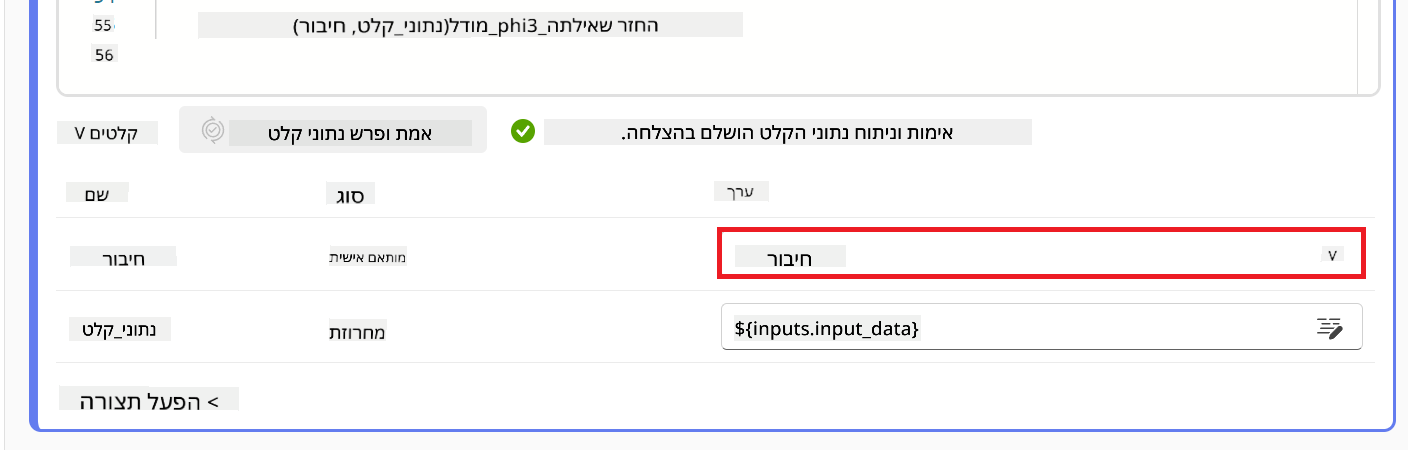 55
החזר שאילתה_phi3_מודל(נתוני_קלט, חיבור)
56
קלטים V
אמת ופרש נתוני קלט
אימות וניתוח נתוני הקלט הושלם בהצלחה.
שם
סוג
ערך
חיבור
מותאם אישית
חיבור
V
נתוני_קלט
מחרוזת
${inputs.input_data}
> הפעל תצורה